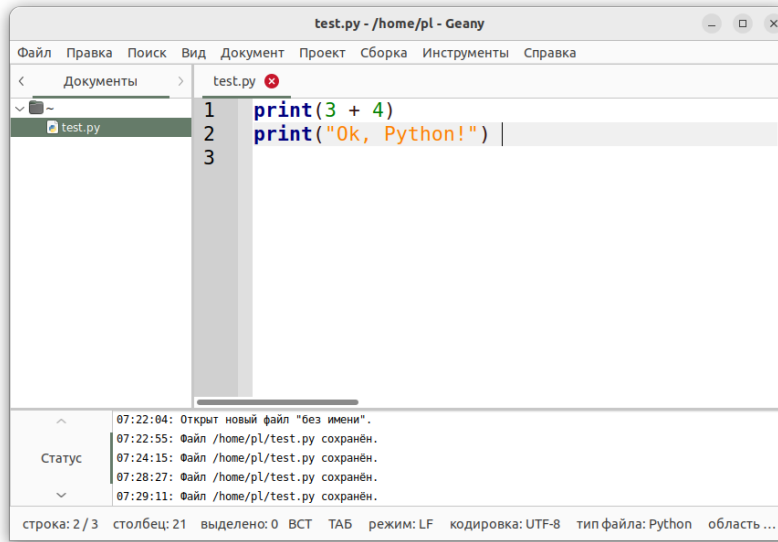 test.py - /home/pl - Geany
Файл Правка Поиск Вид Документ Проект Сборка Инструменты Справка
Документы
test.py
~
test.py
1 print(3 + 4)
2 print("Ok, Python!")
3
Статус
07:22:04: Открыт новый файл "без имени".
07:22:55: Файл /home/pl/test.py сохранён.
07:24:15: Файл /home/pl/test.py сохранён.
07:28:27: Файл /home/pl/test.py сохранён.
07:29:11: Файл /home/pl/test.py сохранён.
строка: 2 / 3 столбец: 21 выделено: 0 ВСТ ТАБ режим: LF кодировка: UTF-8 тип файла: Python область ...